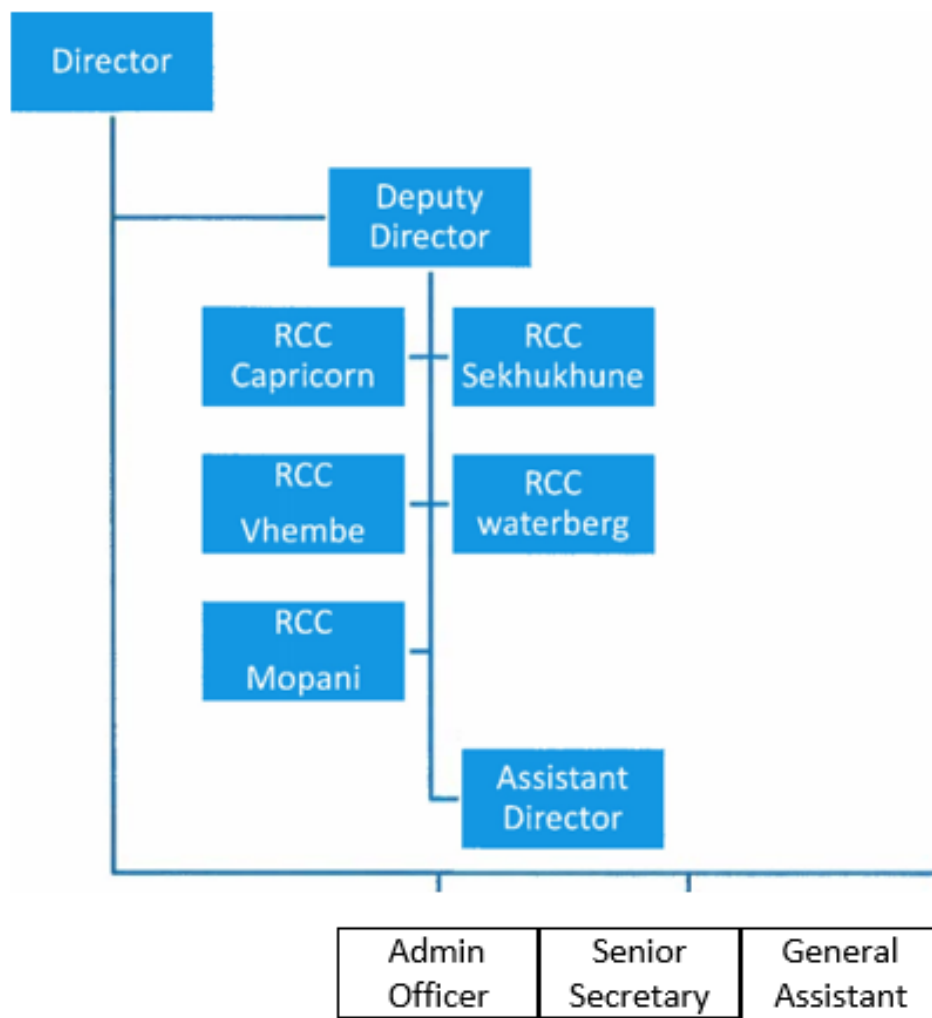 Director
Deputy
Director
RCC
Capricorn
RCC
Sekhukhune
RCC
Vhembe
RCC
waterberg
RCC
Mopani
Assistant
Director
Admin
Officer
Senior
Secretary
General
Assistant